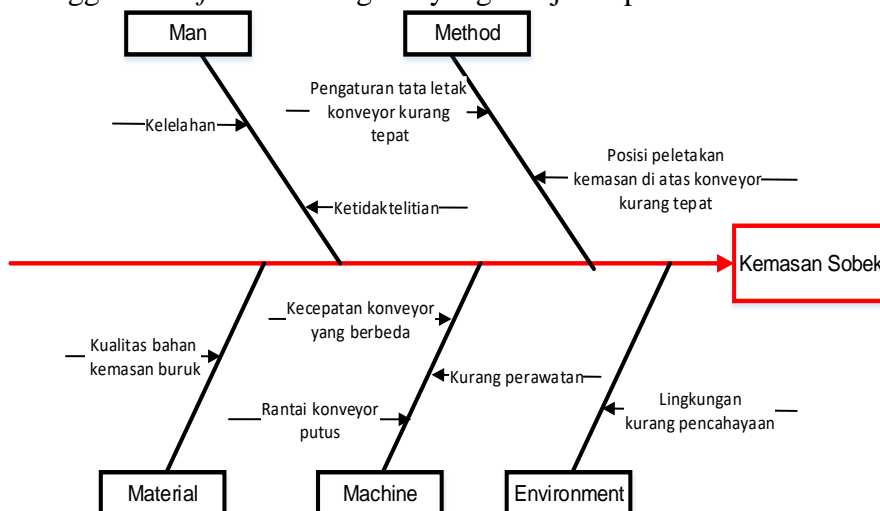 Man
Method
Pengaturan tata letak
konveyor kurang
tepat
Kelelahan
Posisi peletakan
kemasan di atas konveyor
kurang tepat
Ketidaktelitian
Kemasan Sobek
Kecepatan konveyor
yang berbeda
Kualitas bahan
kemasan buruk
Kurang perawatan
Rantai konveyor
putus
Lingkungan
kurang pencahayaan
Material
Machine
Environment